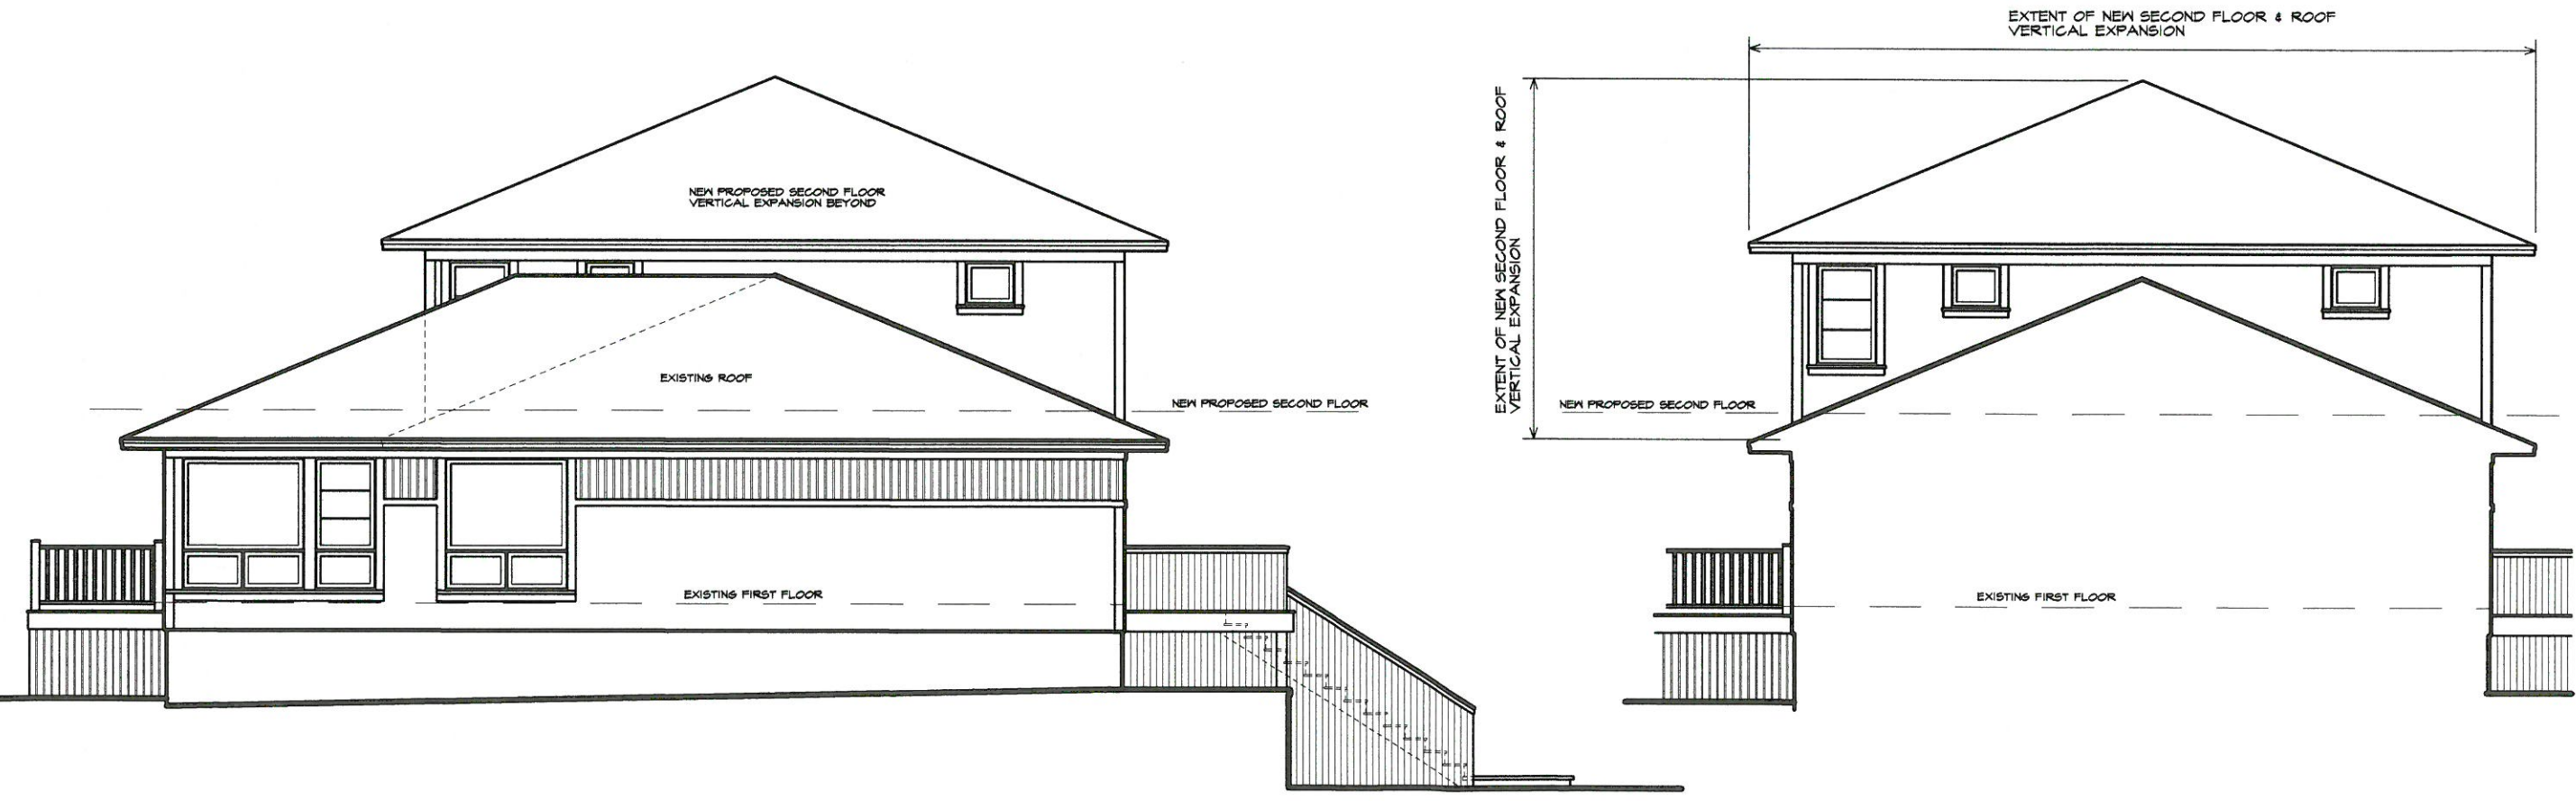 EXTENT OF NEW SECOND FLOOR & ROOF
VERTICAL EXPANSION
NEW PROPOSED SECOND FLOOR
VERTICAL EXPANSION BEYOND
EXISTING ROOF
NEW PROPOSED SECOND FLOOR
EXISTING FIRST FLOOR
EXTENT OF NEW SECOND FLOOR & ROOF
VERTICAL EXPANSION
NEW PROPOSED SECOND FLOOR
EXISTING FIRST FLOOR